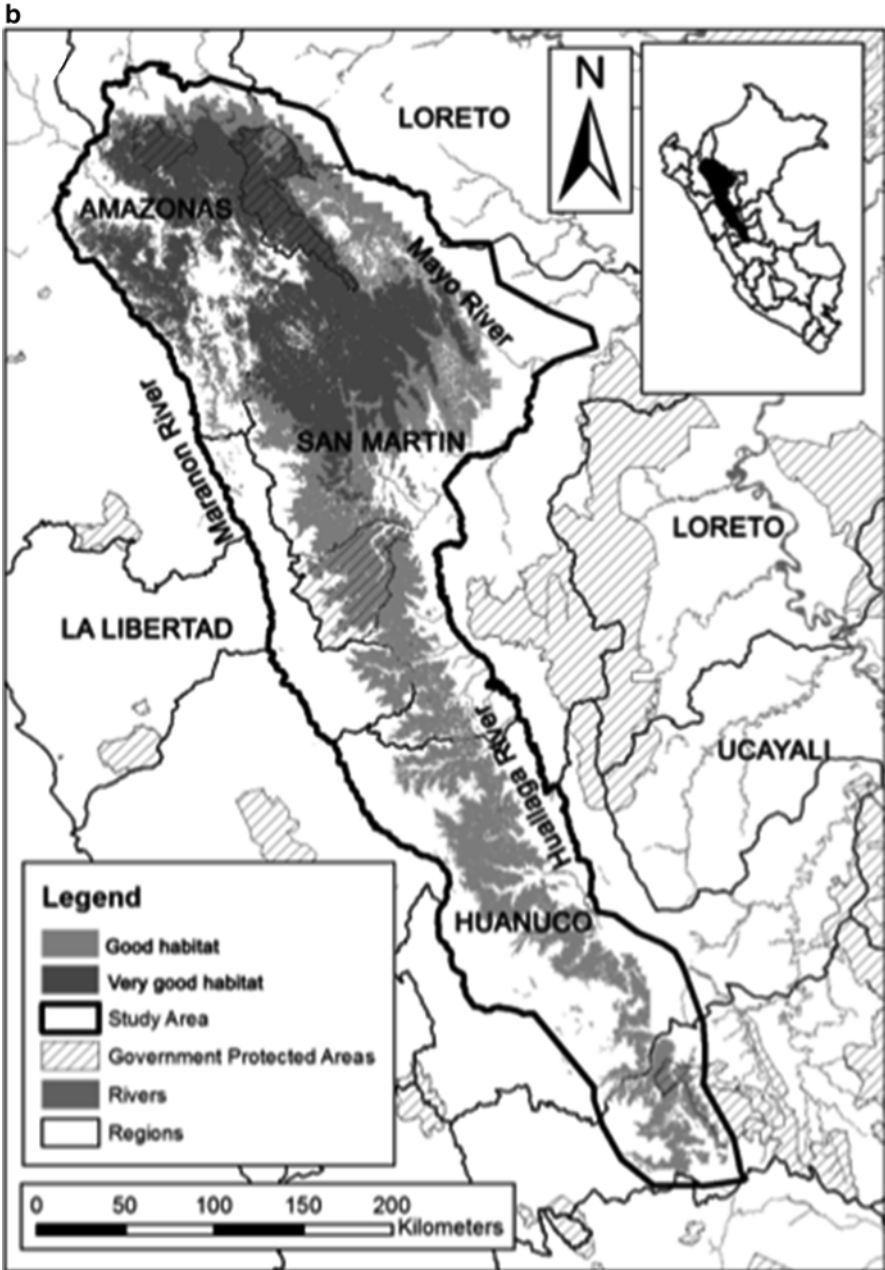 b
N
LORETO
AMAZONAS
Mayo River
Maranon River
SAN MARTIN
LORETO
LA LIBERTAD
Huallaga River
UCAYALI
HUANUCO
Legend
Good habitat
Very good habitat
Study Area
Government Protected Areas
Rivers
Regions
0 50 100 150 200
Kilometers